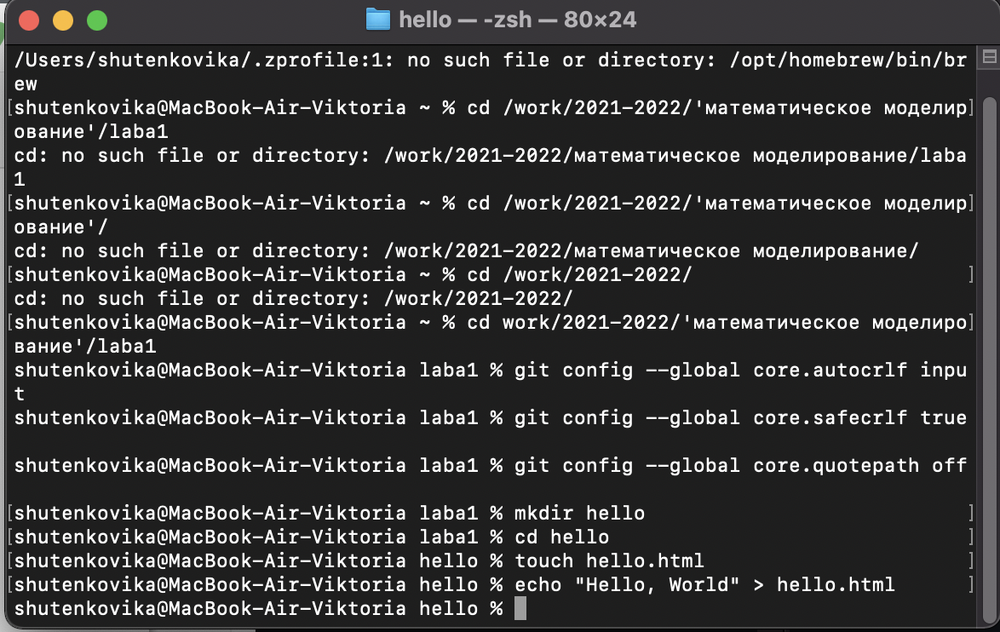 hello — -zsh — 80×24
/Users/shutenkovika/.zprofile:1: no such file or directory: /opt/homebrew/bin/br
ew
[shutenkovika@MacBook-Air-Viktoria ~ % cd /work/2021-2022/'математическое моделир]
ование'/laba1
cd: no such file or directory: /work/2021-2022/математическое моделирование/laba
1
[shutenkovika@MacBook-Air-Viktoria ~ % cd /work/2021-2022/'математическое моделир]
ование'/
cd: no such file or directory: /work/2021-2022/математическое моделирование/
[shutenkovika@MacBook-Air-Viktoria ~ % cd /work/2021-2022/ ]
cd: no such file or directory: /work/2021-2022/
[shutenkovika@MacBook-Air-Viktoria ~ % cd work/2021-2022/'математическое моделиро]
вание'/laba1
shutenkovika@MacBook-Air-Viktoria laba1 % git config --global core.autocrlf inpu
t
shutenkovika@MacBook-Air-Viktoria laba1 % git config --global core.safecrlf true
shutenkovika@MacBook-Air-Viktoria laba1 % git config --global core.quotepath off
[shutenkovika@MacBook-Air-Viktoria laba1 % mkdir hello ]
[shutenkovika@MacBook-Air-Viktoria laba1 % cd hello ]
[shutenkovika@MacBook-Air-Viktoria hello % touch hello.html ]
[shutenkovika@MacBook-Air-Viktoria hello % echo "Hello, World" > hello.html ]
shutenkovika@MacBook-Air-Viktoria hello %